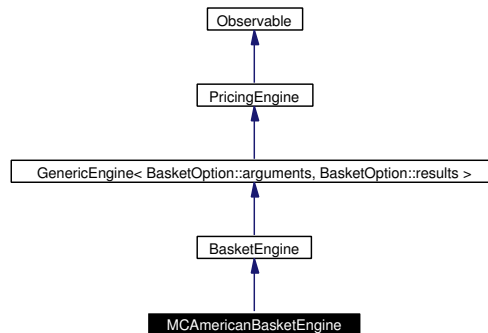 Observable
PricingEngine
GenericEngine< BasketOption::arguments, BasketOption::results >
BasketEngine
MCAmericanBasketEngine